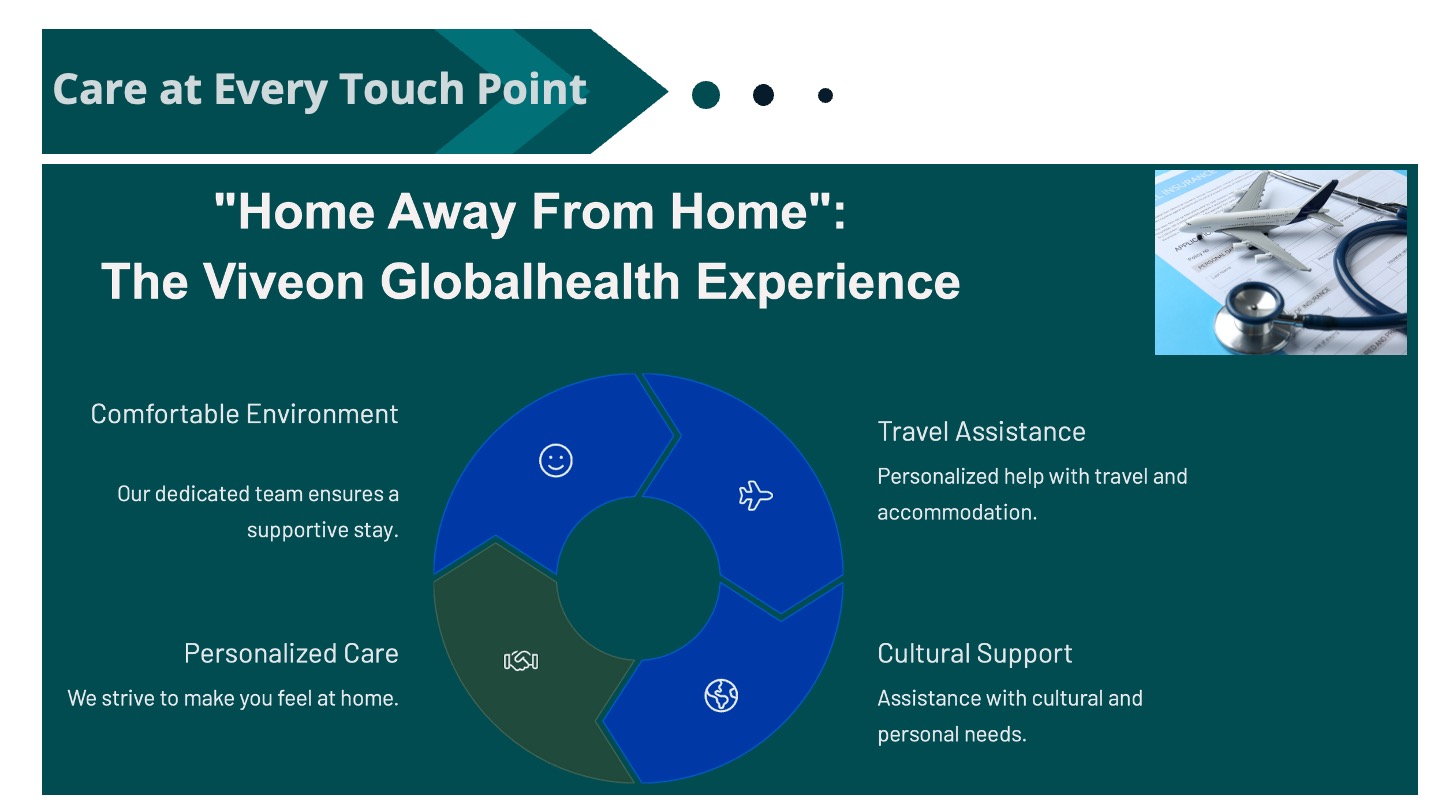 Care at Every Touch Point
"Home Away From Home":
The Viveon Globalhealth Experience
INSURANCE
Comfortable Environment
Our dedicated team ensures a
supportive stay.
Travel Assistance
Personalized help with travel and
accommodation.
Personalized Care
We strive to make you feel at home.
Cultural Support
Assistance with cultural and
personal needs.